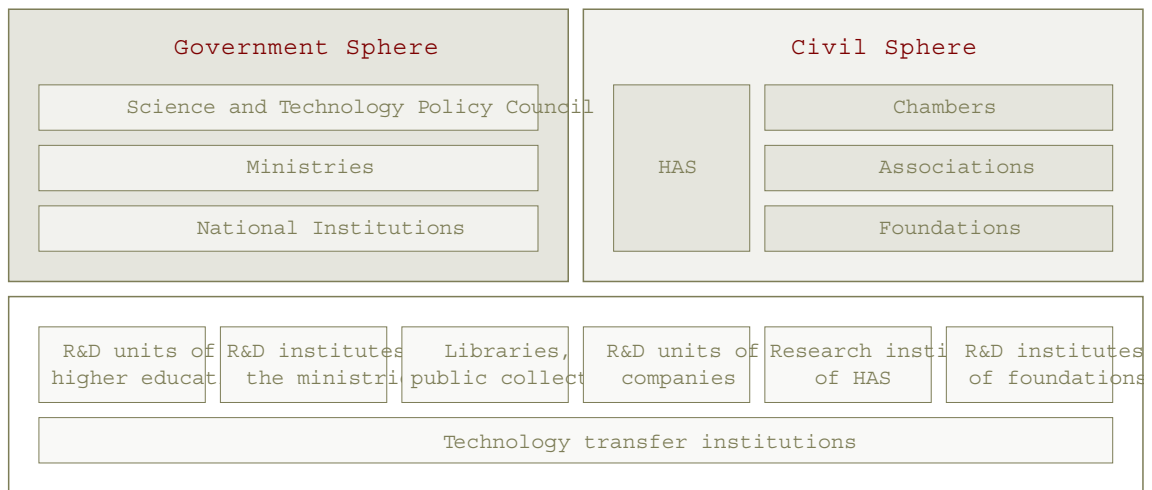 Government Sphere
Science and Technology Policy Council
Ministries
National Institutions
Civil Sphere
HAS
Chambers
Associations
Foundations
R&D units of
higher educat
R&D institutes
the ministri
Libraries,
public collect
R&D units of
companies
Research insti
of HAS
R&D institutes
of foundations
Technology transfer institutions